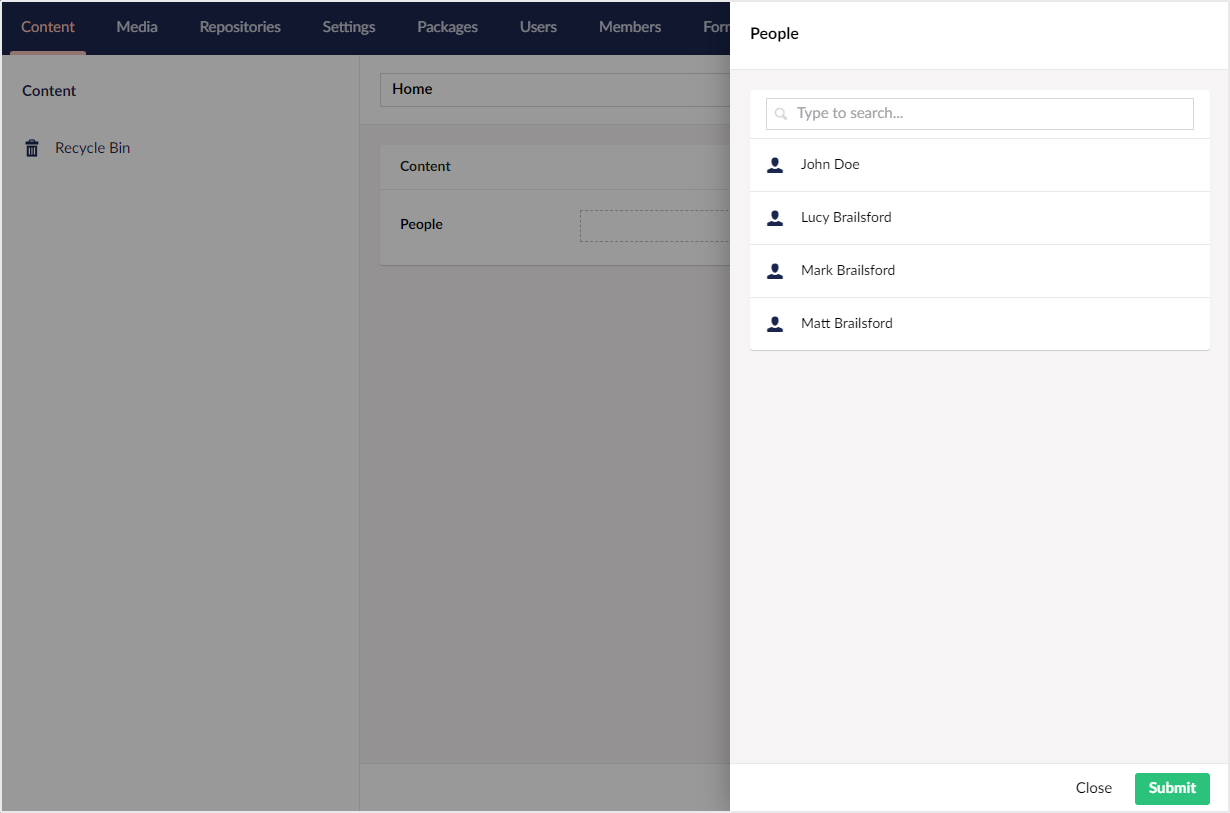 Content Media Repositories Settings Packages Users Members
People
Content
Home
Type to search...
Recycle Bin
Content
John Doe
People
Lucy Brailsford
Mark Brailsford
Matt Brailsford
Close Submit